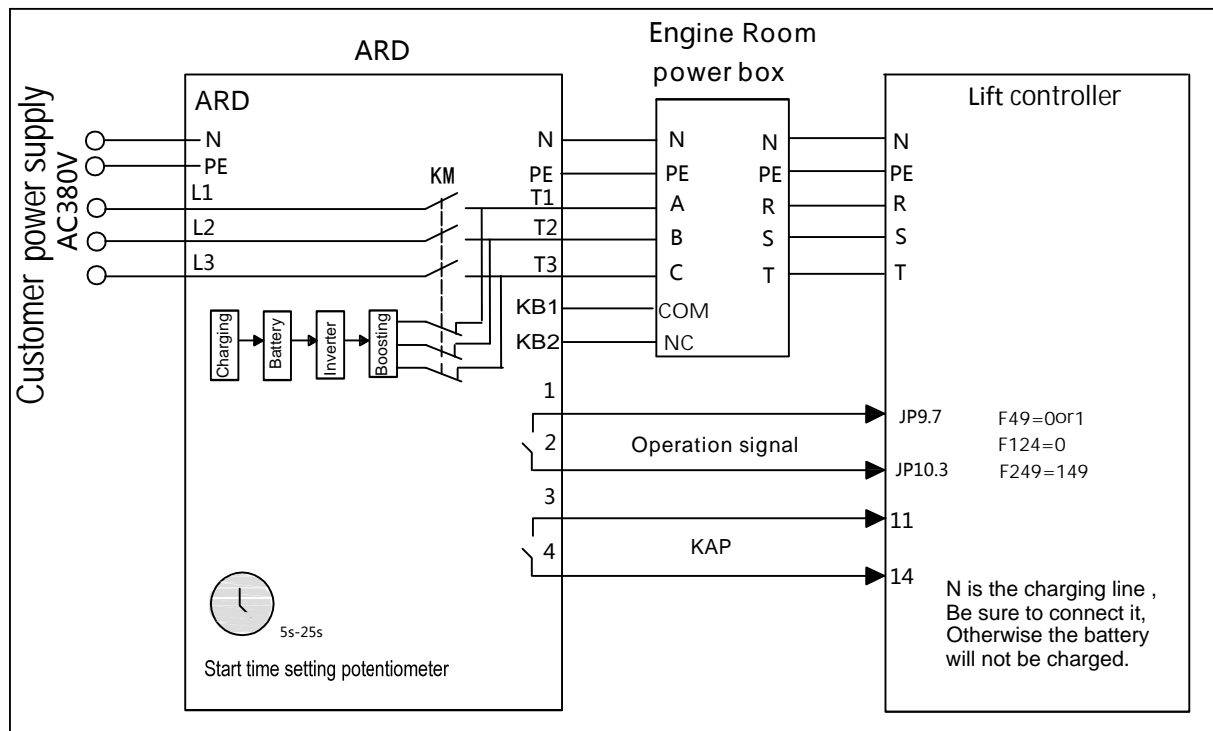 Customer power supply
AC380V
ARD
ARD
N
PE
L1
L2
L3
KM
N
PE
T1
T2
T3
KB1
KB2
Charging
Battery
Inverter
Boosting
1
2
3
4
5s-25s
Start time setting potentiometer
Engine Room
power box
N
PE
A
B
C
COM
NC
N
PE
R
S
T
Operation signal
KAP
Lift controller
N
PE
R
S
T
JP9.7
JP10.3
11
14
F49=0or1
F124=0
F249=149
N is the charging line ,
Be sure to connect it,
Otherwise the battery
will not be charged.